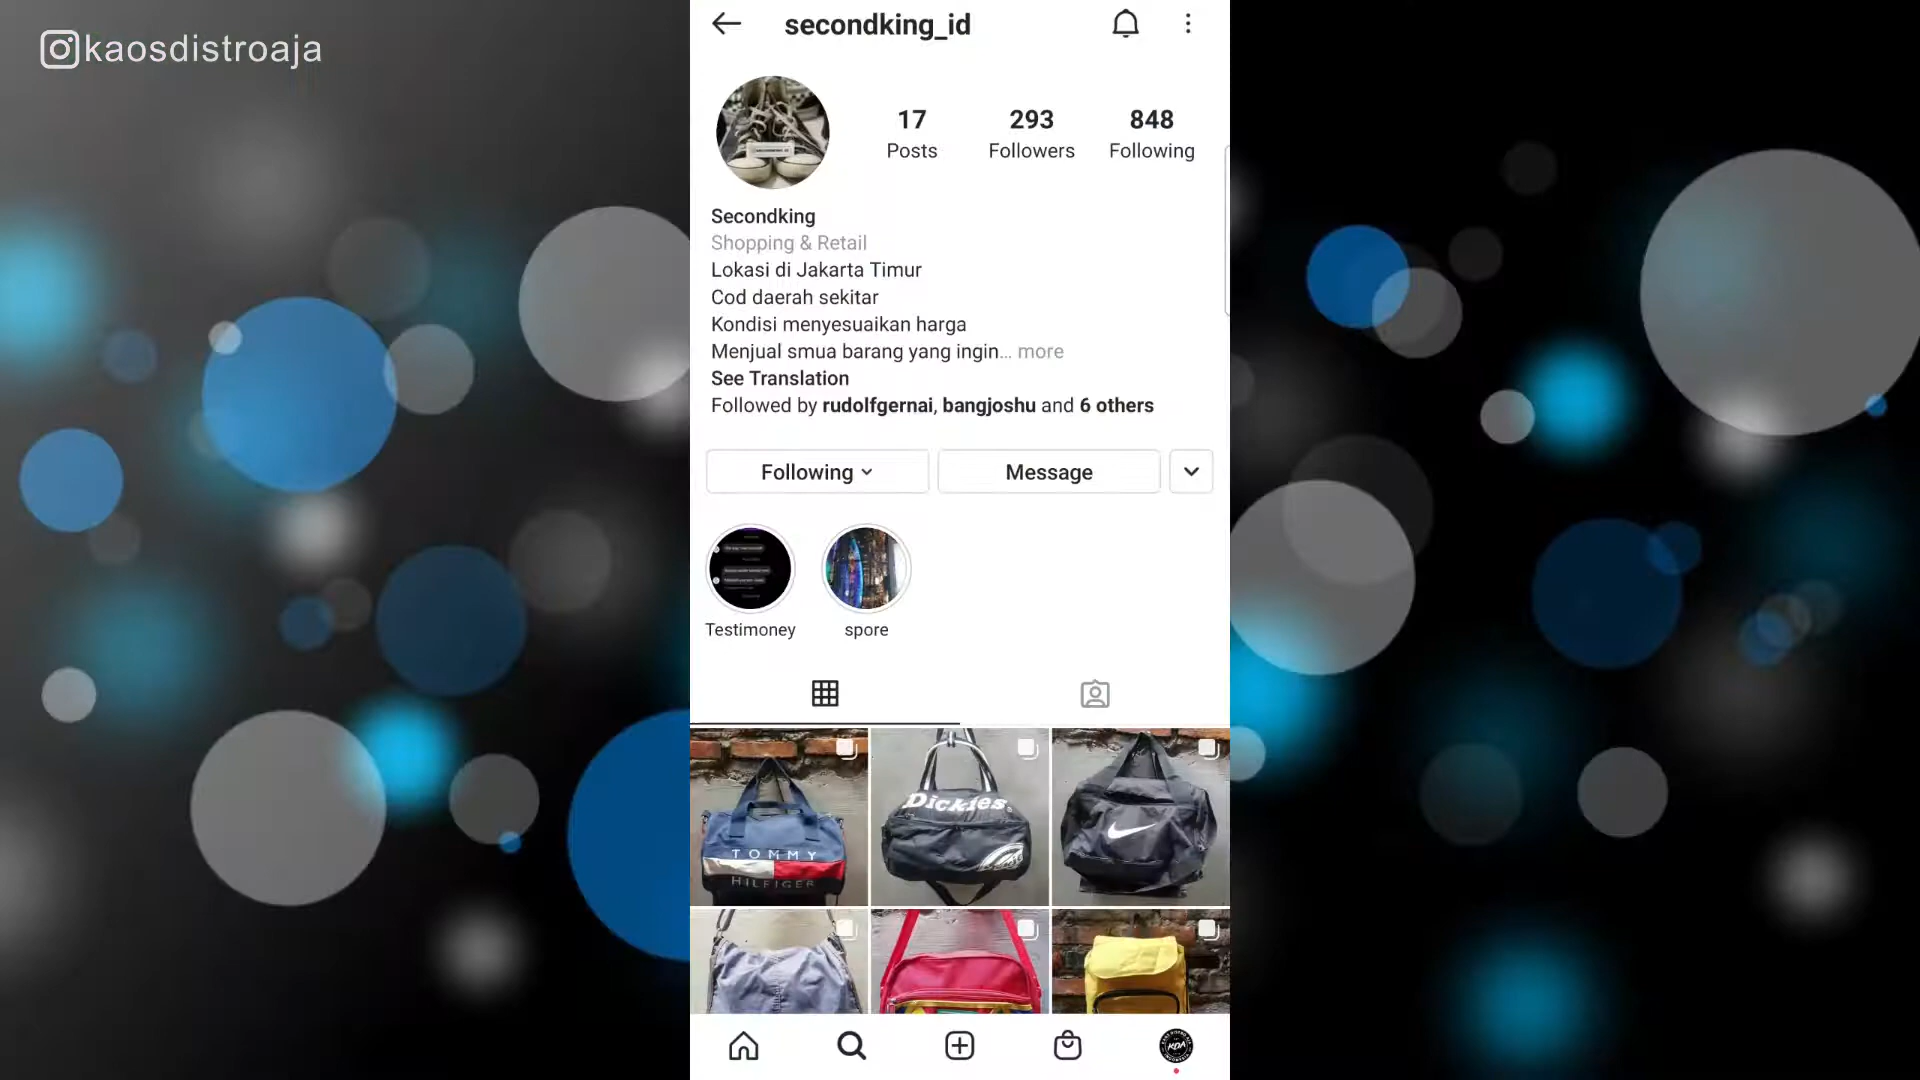 kaosdistroaja
secondking_id
17
Posts
293
Followers
848
Following
Secondking
Shopping & Retail
Lokasi di Jakarta Timur
Cod daerah sekitar
Kondisi menyesuaikan harga
Menjual smua barang yang ingin… more
See Translation
Followed by rudolfgernai, bangjoshu and 6 others
Following
Message
Testimoney
spore
TOMMY
HILFIGER
Dickies
KDA